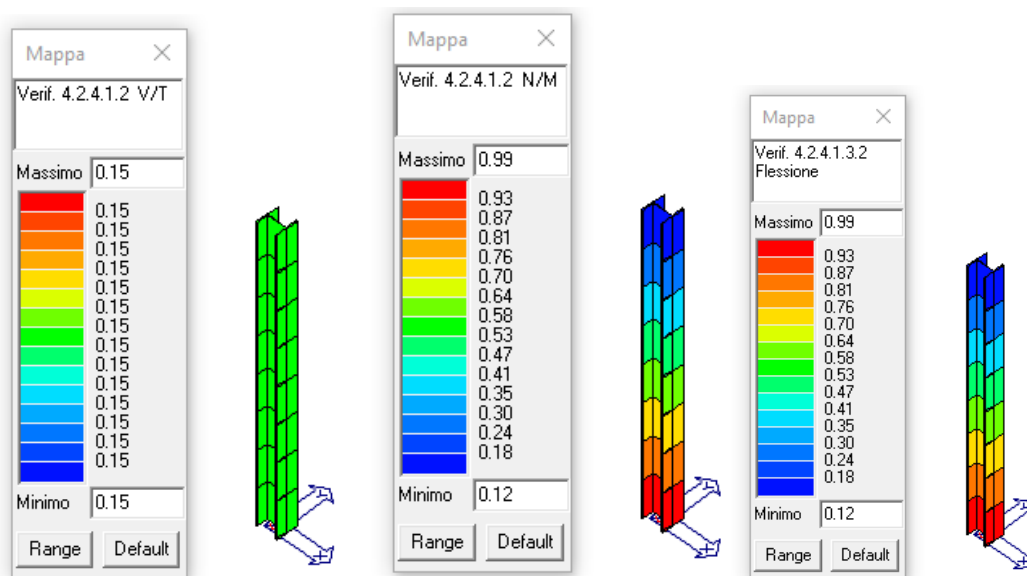 Mappa
Verif. 4.2.4.1.2 V/T
Massimo 0.15
0.15
0.15
0.15
0.15
0.15
0.15
0.15
0.15
0.15
0.15
0.15
0.15
0.15
0.15
Minimo 0.15
Range Default
Mappa
Verif. 4.2.4.1.2 N/M
Massimo 0.99
0.93
0.87
0.81
0.76
0.70
0.64
0.58
0.53
0.47
0.41
0.35
0.30
0.24
0.18
Minimo 0.12
Range Default
Mappa
Verif. 4.2.4.1.3.2
Flessione
Massimo 0.99
0.93
0.87
0.81
0.76
0.70
0.64
0.58
0.53
0.47
0.41
0.35
0.30
0.24
0.18
Minimo 0.12
Range Default